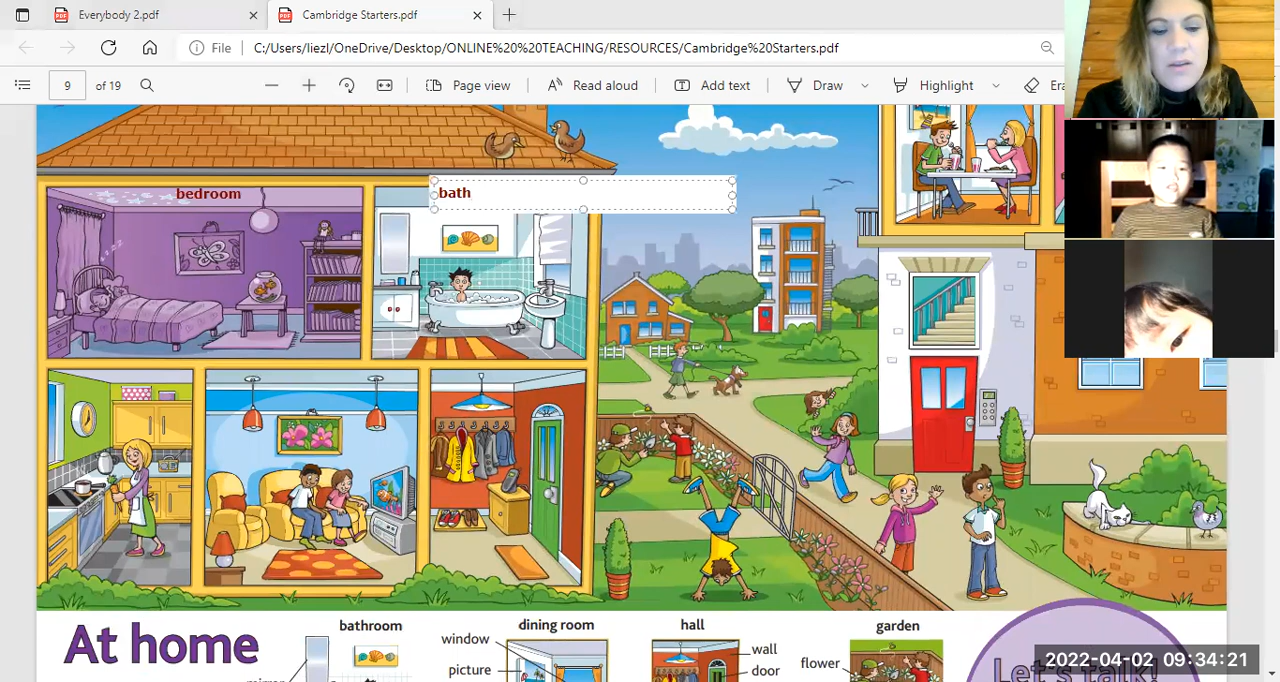 Everybody 2.pdf
Cambridge Starters.pdf
File C:/Users/liezl/OneDrive/Desktop/ONLINE%20%20TEACHING/RESOURCES/Cambridge%20Starters.pdf
9 of 19
Page view
Read aloud
Add text
Draw
Highlight
bedroom
bath
At home
bathroom
dining room
hall
garden
window
picture
wall
door
flower
Let's talk!
2022-04-02 09:34:21